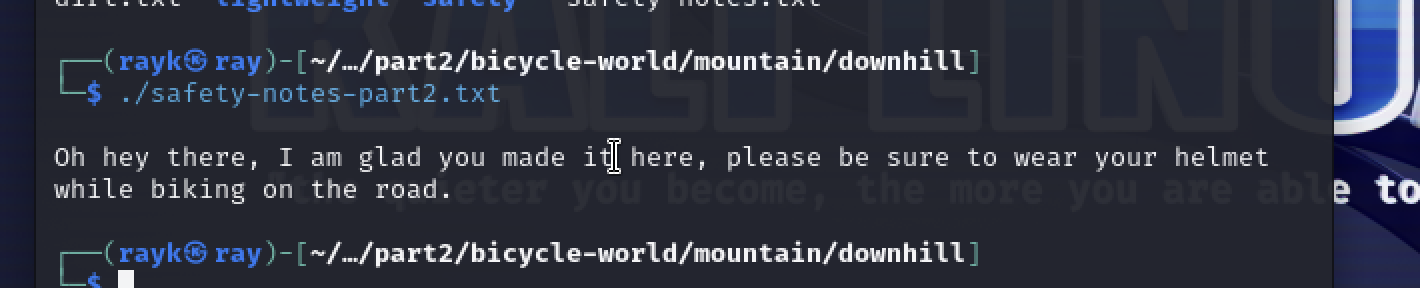 dirt.txt  lightweight  safety  safety-notes.txt
┌──(rayk㉿ray)-[~/…/part2/bicycle-world/mountain/downhill]
└─$ ./safety-notes-part2.txt
Oh hey there, I am glad you made it here, please be sure to wear your helmet
while biking on the road.
"the quieter you become, the more you are able to
┌──(rayk㉿ray)-[~/…/part2/bicycle-world/mountain/downhill]
└─$
KALI LINU